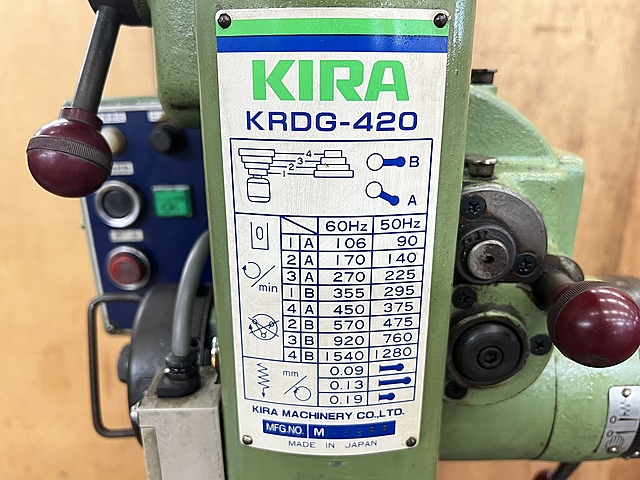 KIRA
KRDG-420
4
3
2
1
B
A
60Hz 50Hz
1 A 106 90
2 A 170 140
3 A 270 225
1 B 355 295
4 A 450 375
2 B 570 475
3 B 920 760
4 B 1540 1280
/min
mm
0.09
0.13
0.19
KIRA MACHINERY CO.,LTD.
MFG.NO. M
MADE IN JAPAN